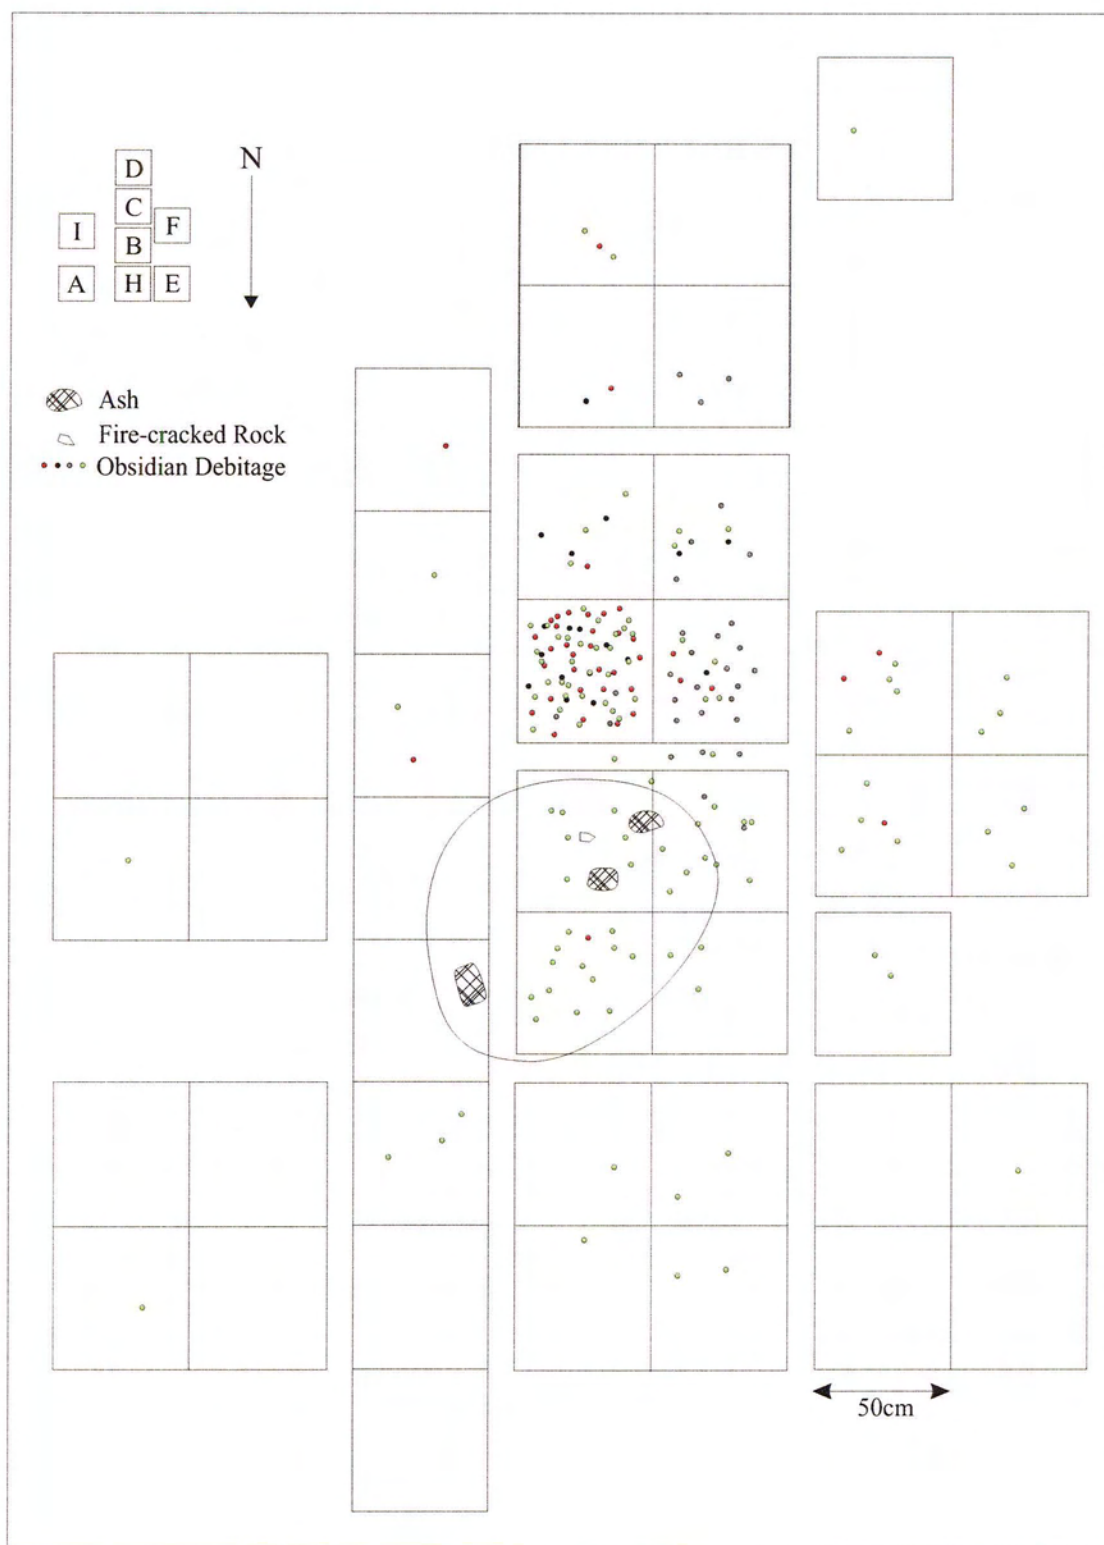 N
D
C
I F
B
A H E
Ash
Fire-cracked Rock
Obsidian Debitage
50cm